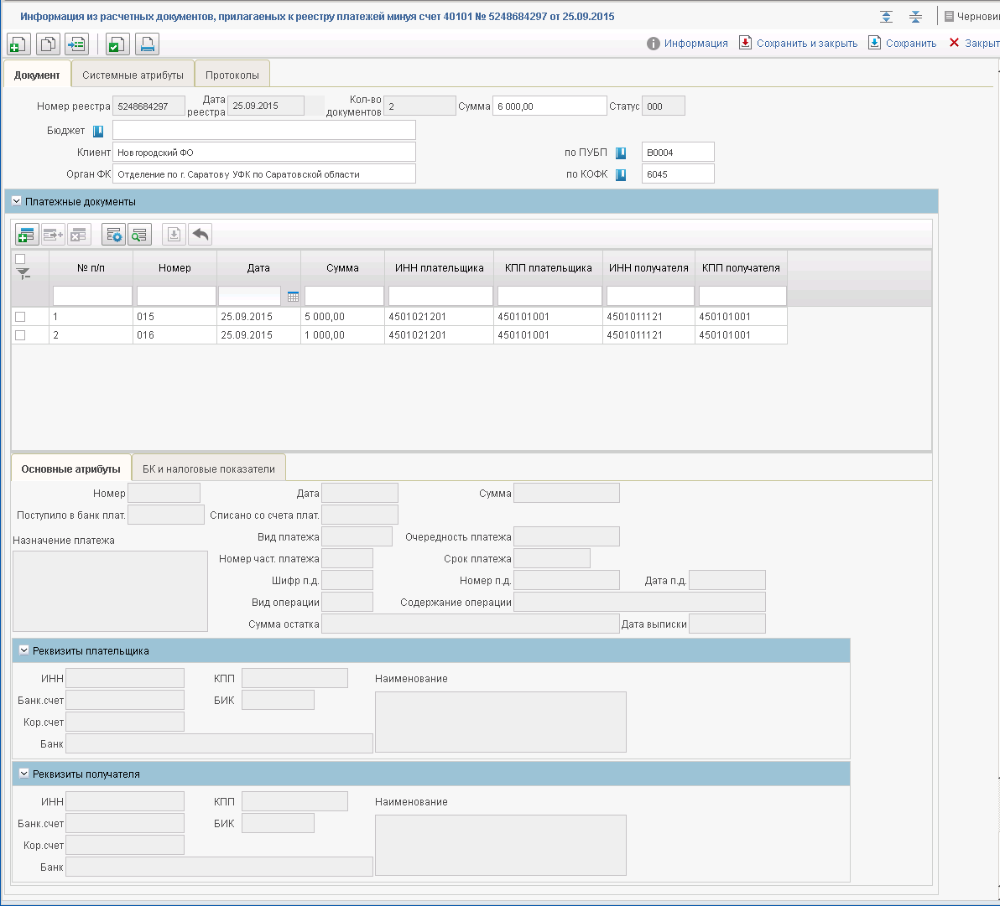 Информация из расчетных документов, прилагаемых к реестру платежей минуя счет 40101 № 5248684297 от 25.09.2015
Чернови
Информация Сохранить и закрыть Сохранить Закрыт
Документ Системные атрибуты Протоколы
Номер реестра 5248684297 Дата реестра 25.09.2015 Кол-во документов 2 Сумма 6 000,00 Статус 000
Бюджет
Клиент Новгородский ФО по ПУБП B0004
Орган ФК Отделение по г. Саратову УФК по Саратовской области по КОФК 6045
Платежные документы
№ п/п Номер Дата Сумма ИНН плательщика КПП плательщика ИНН получателя КПП получателя
1 015 25.09.2015 5 000,00 4501021201 450101001 4501011121 450101001
2 016 25.09.2015 1 000,00 4501021201 450101001 4501011121 450101001
Основные атрибуты БК и налоговые показатели
Номер Дата Сумма
Поступило в банк плат. Списано со счета плат.
Вид платежа Очередность платежа
Назначение платежа
Номер част. платежа Срок платежа
Шифр п.д. Номер п.д. Дата п.д.
Вид операции Содержание операции
Сумма остатка Дата выписки
Реквизиты плательщика
ИНН КПП Наименование
Банк.счет БИК
Кор.счет
Банк
Реквизиты получателя
ИНН КПП Наименование
Банк.счет БИК
Кор.счет
Банк